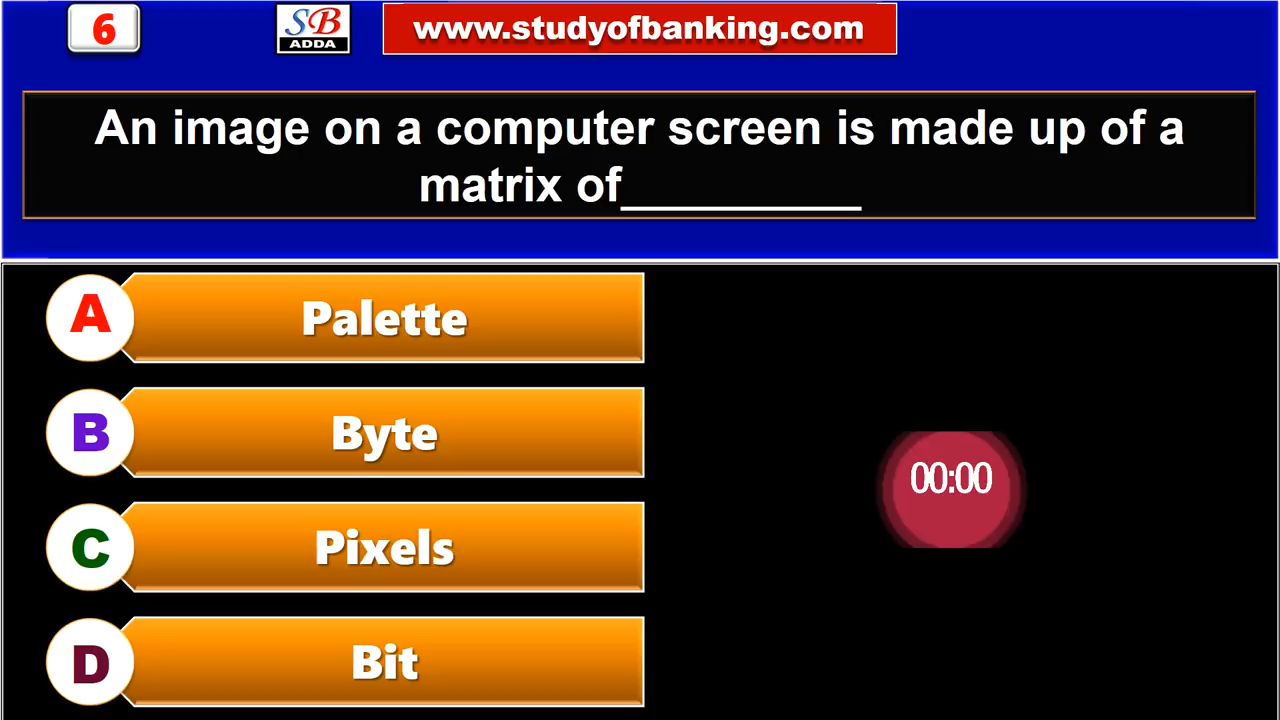 6
SB
ADDA
www.studyofbanking.com
An image on a computer screen is made up of a
matrix of__________
A
Palette
B
Byte
C
Pixels
D
Bit
00:00